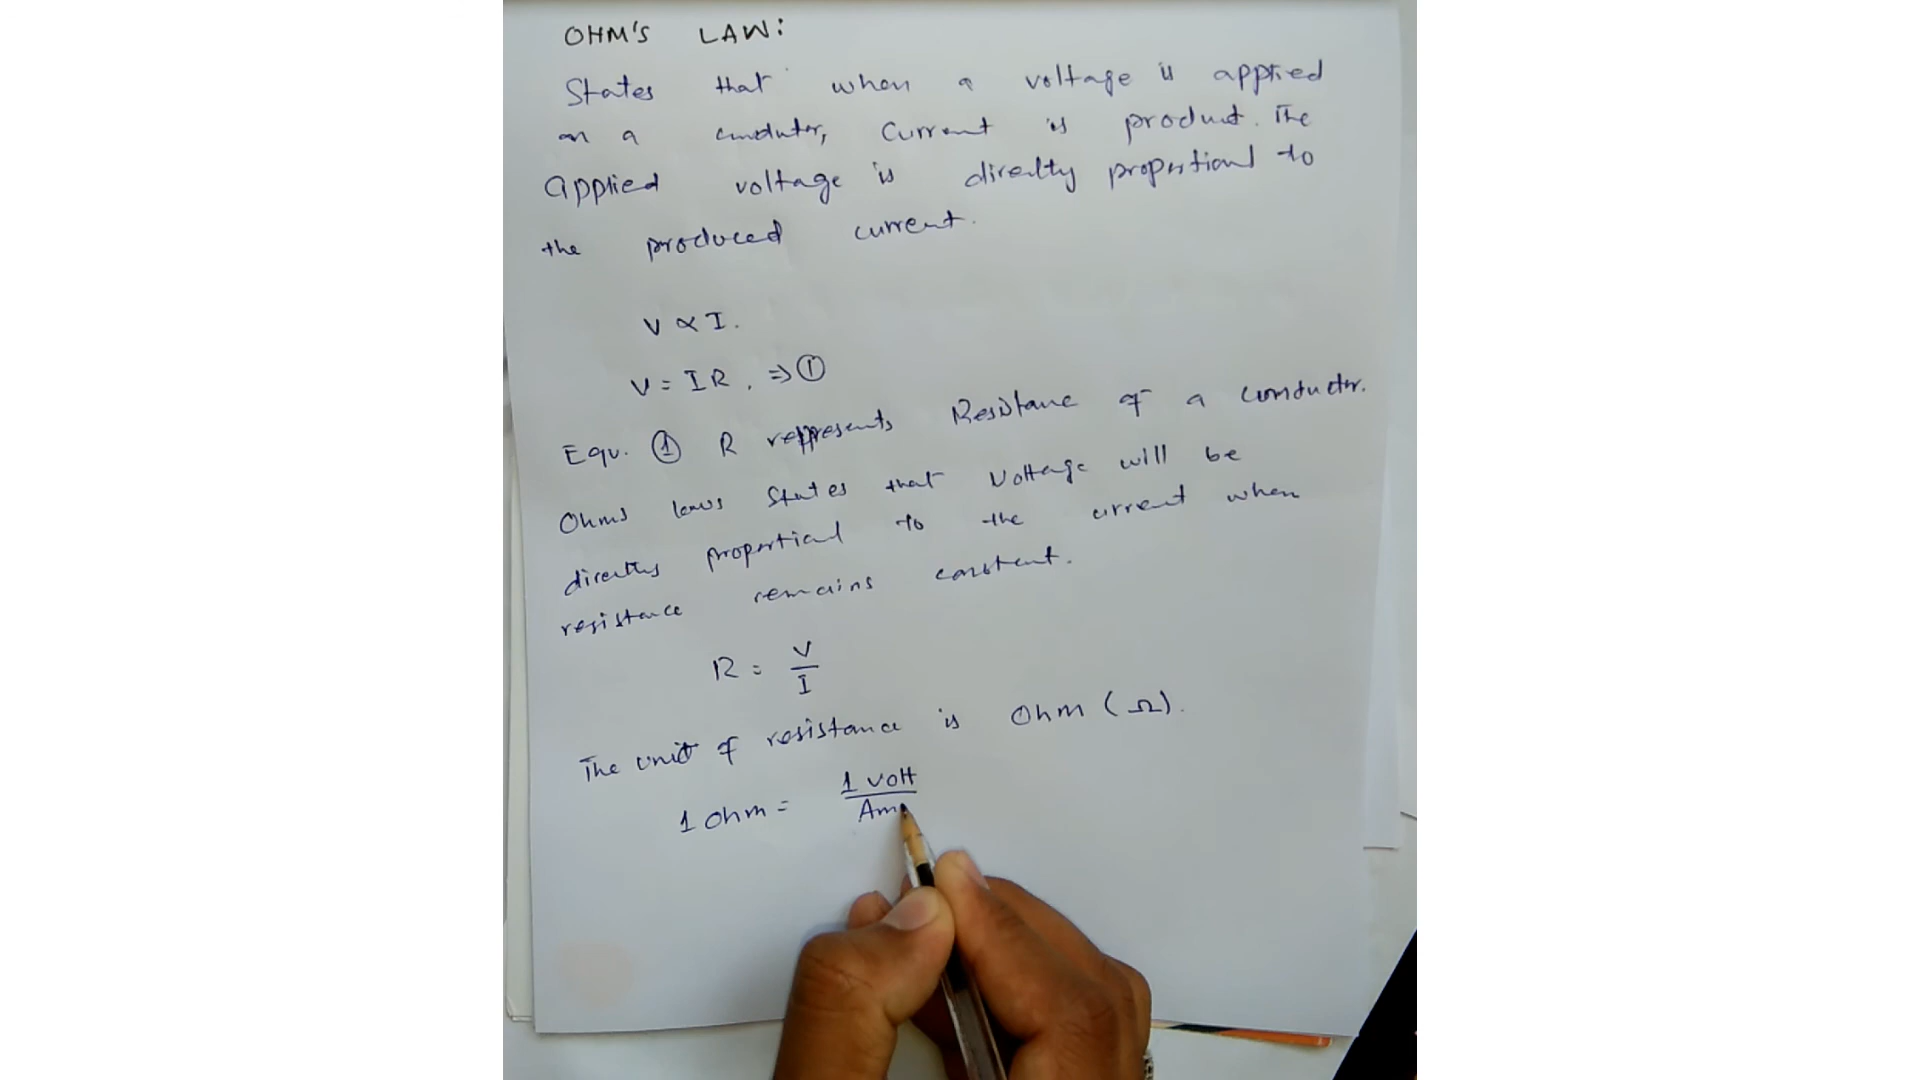 OHM'S LAW:
States that when a voltage is applied
on a conductor, Current is product. The
applied voltage is directly proportional to
the produced current.
V ∝ I.
V = IR. ⇒ ①
Equ. ① R reppresents Resistance of a conductor.
Ohms laws States that Voltage will be
directly proportional to the current when
resistance remains constent.
R = V
I
The unit of resistance is Ohm (Ω).
1 Ohm = 1 volt
Am